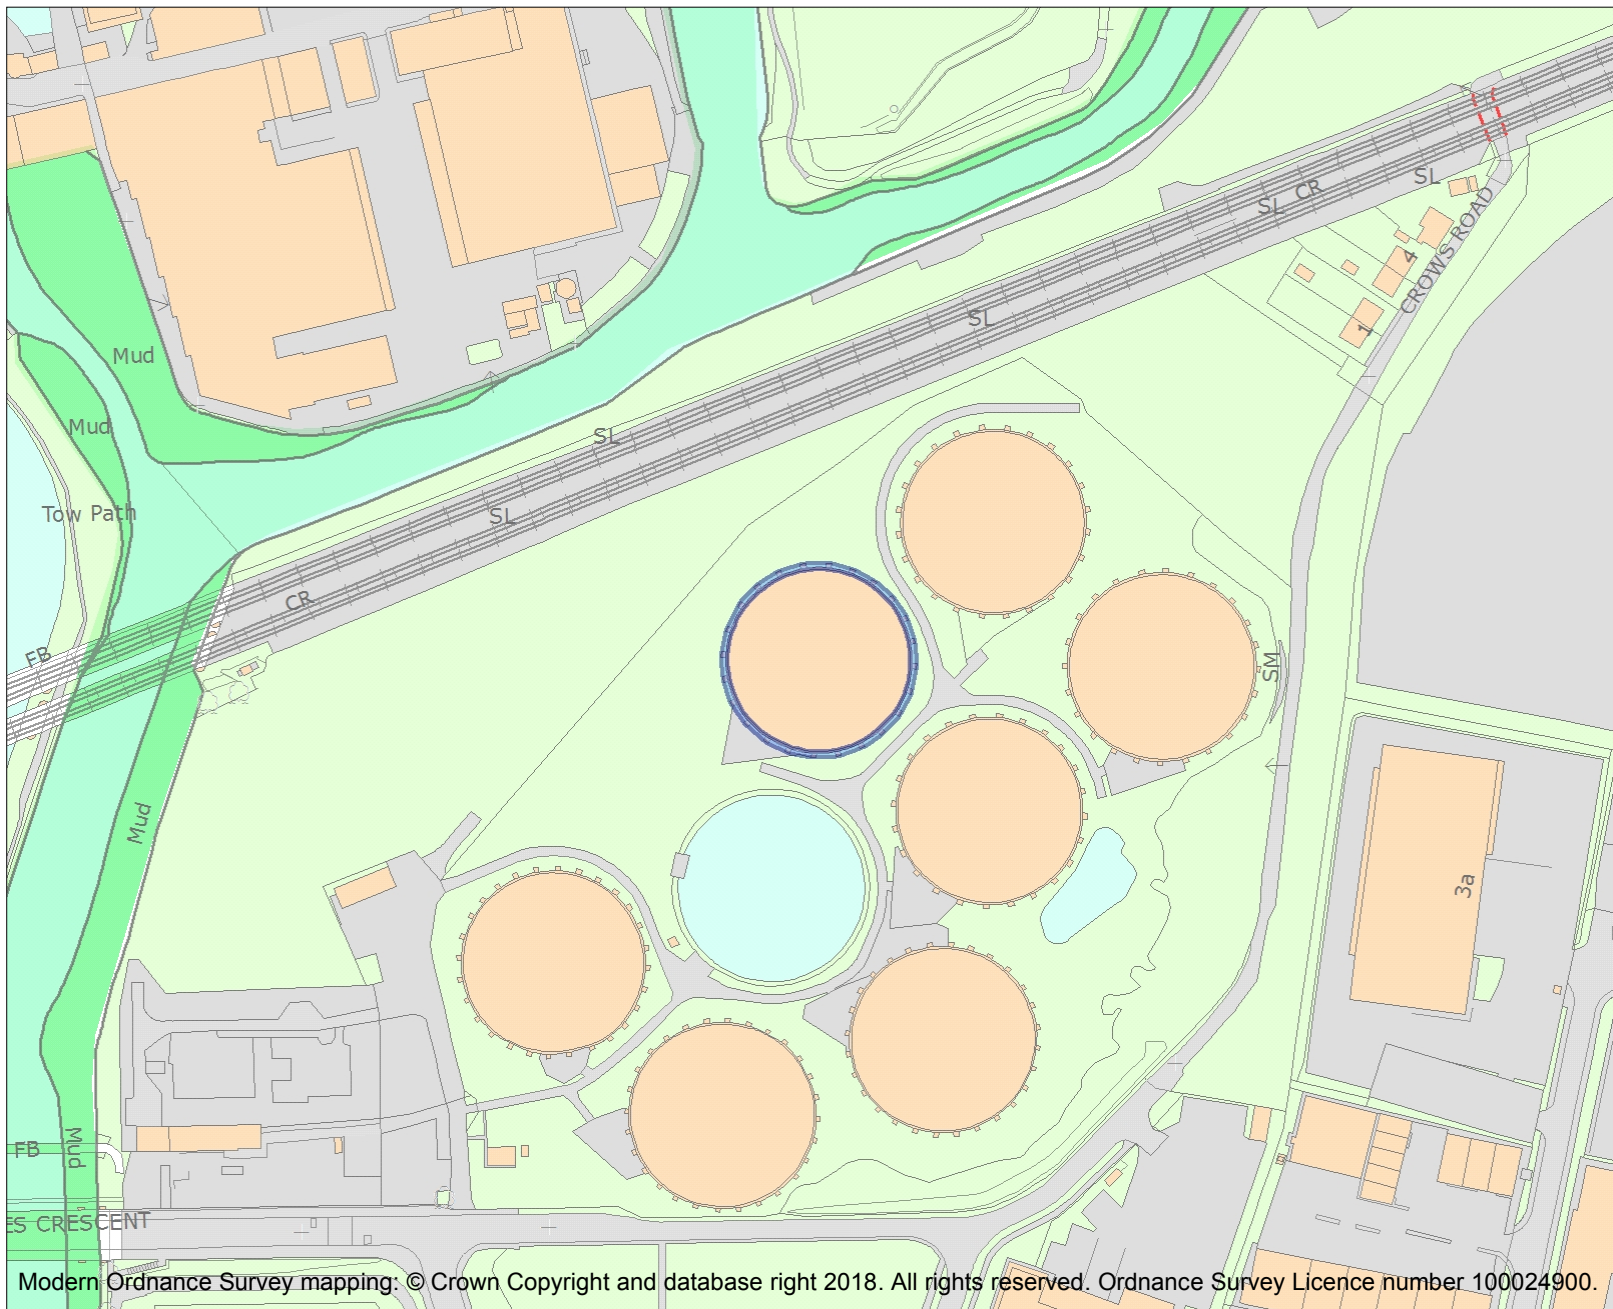 CR
SL
SL
CROWS ROAD
4
1
SL
Mud
Mud
SL
Tow Path
SL
CR
FB
SM
Mud
3a
FB
Mud
ES CRESCENT
Modern Ordnance Survey mapping: © Crown Copyright and database right 2018. All rights reserved. Ordnance Survey Licence number 100024900.